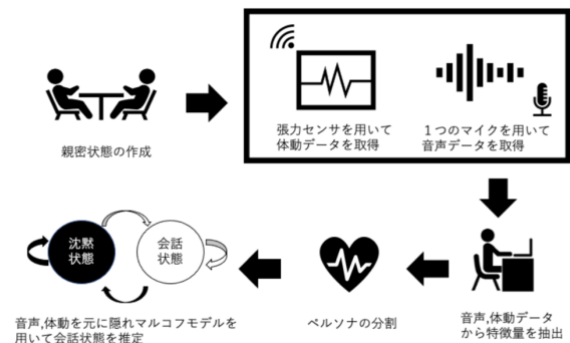 親密状態の作成
張力センサを用いて
体動データを取得
１つのマイクを用いて
音声データを取得
音声,体動データ
から特徴量を抽出
ペルソナの分割
沈黙
状態
会話
状態
音声,体動を元に隠れマルコフモデルを
用いて会話状態を推定